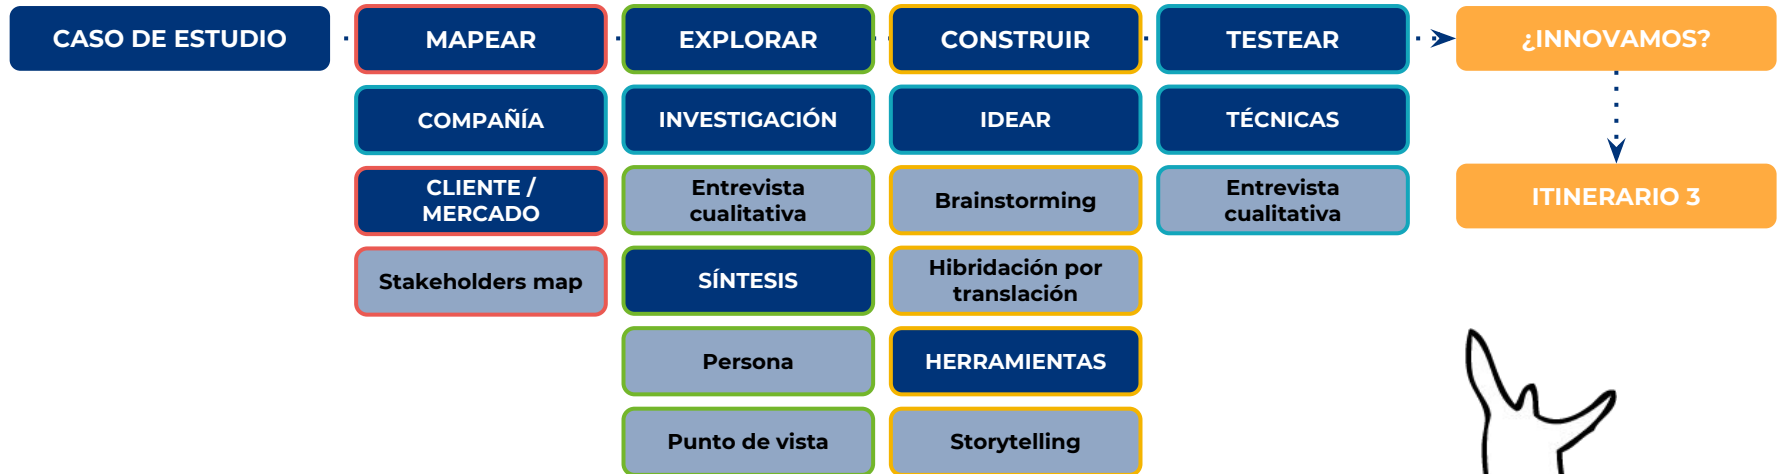 CASO DE ESTUDIO
MAPEAR
EXPLORAR
CONSTRUIR
TESTEAR
¿INNOVAMOS?
COMPAÑÍA
INVESTIGACIÓN
IDEAR
TÉCNICAS
CLIENTE /
MERCADO
Entrevista
cualitativa
Brainstorming
Entrevista
cualitativa
ITINERARIO 3
Stakeholders map
SÍNTESIS
Hibridación por
translación
Persona
HERRAMIENTAS
Punto de vista
Storytelling